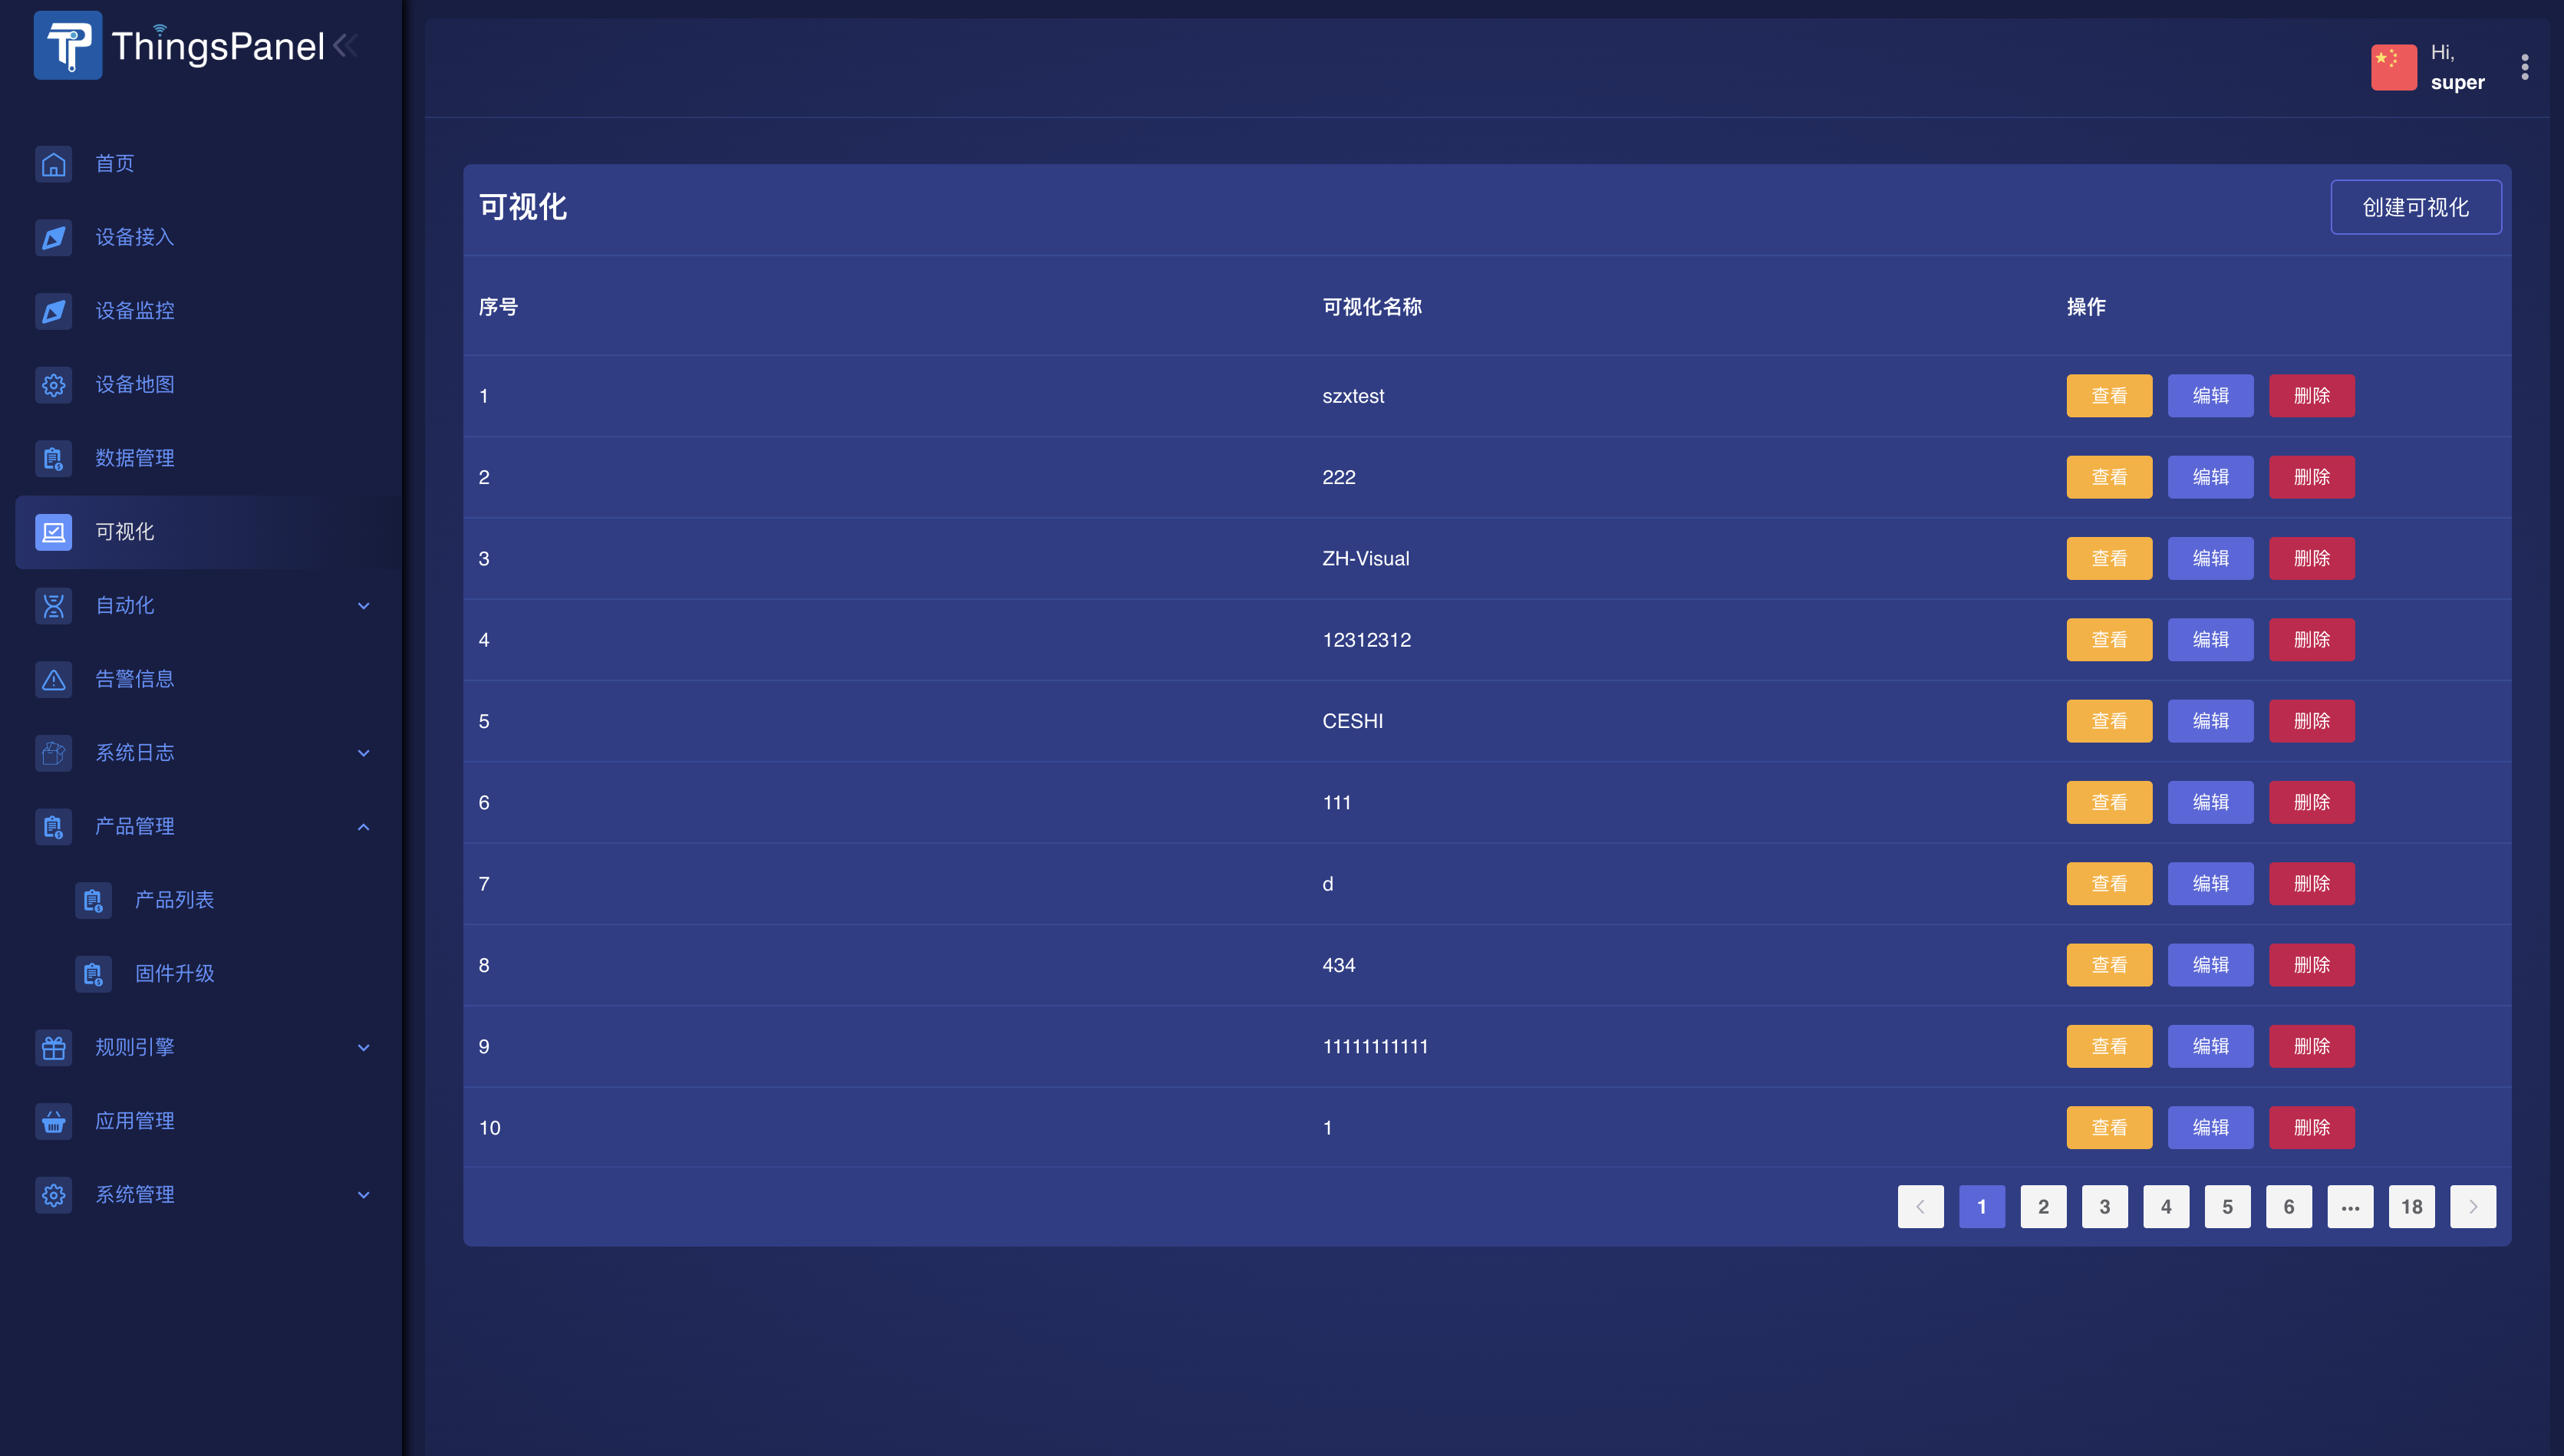 ThingsPanel
Hi,
super
首页
设备接入
设备监控
设备地图
数据管理
可视化
自动化
告警信息
系统日志
产品管理
产品列表
固件升级
规则引擎
应用管理
系统管理
可视化 创建可视化
序号 可视化名称 操作
1 szxtest 查看 编辑 删除
2 222 查看 编辑 删除
3 ZH-Visual 查看 编辑 删除
4 12312312 查看 编辑 删除
5 CESHI 查看 编辑 删除
6 111 查看 编辑 删除
7 d 查看 编辑 删除
8 434 查看 编辑 删除
9 11111111111 查看 编辑 删除
10 1 查看 编辑 删除
1 2 3 4 5 6 ... 18